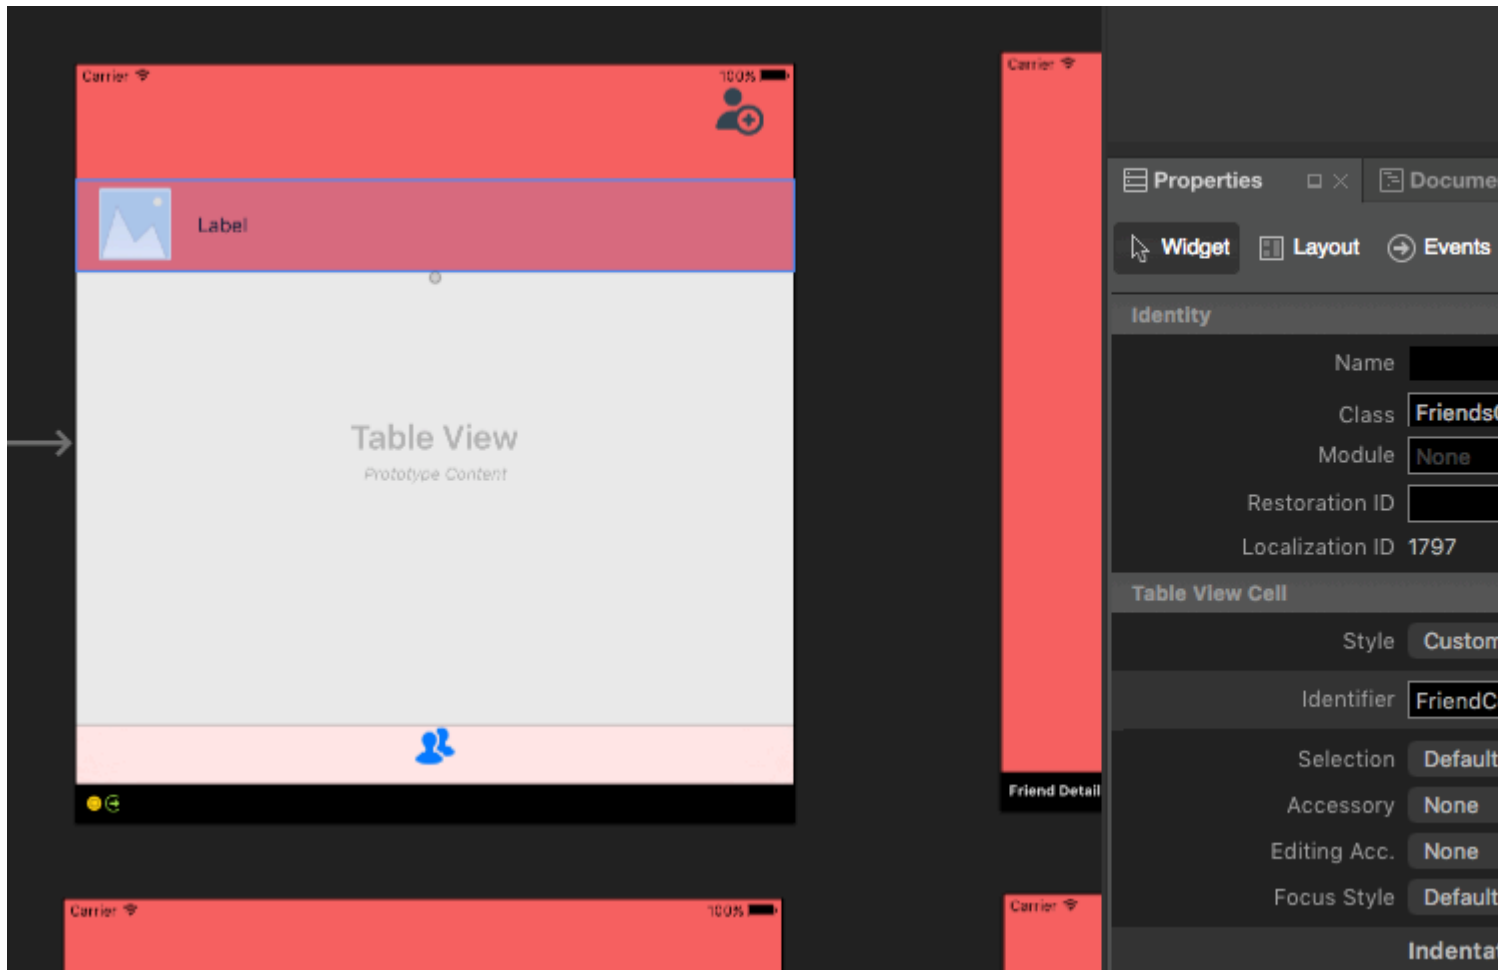 Carrier
100%
Label
Table View
Prototype Content
Carrier
Friend Detail
Carrier
100%
Carrier
Properties
Docume
Widget
Layout
Events
Identity
Name
Class
Friends
Module
None
Restoration ID
Localization ID
1797
Table View Cell
Style
Custom
Identifier
FriendC
Selection
Default
Accessory
None
Editing Acc.
None
Focus Style
Default
Indenta